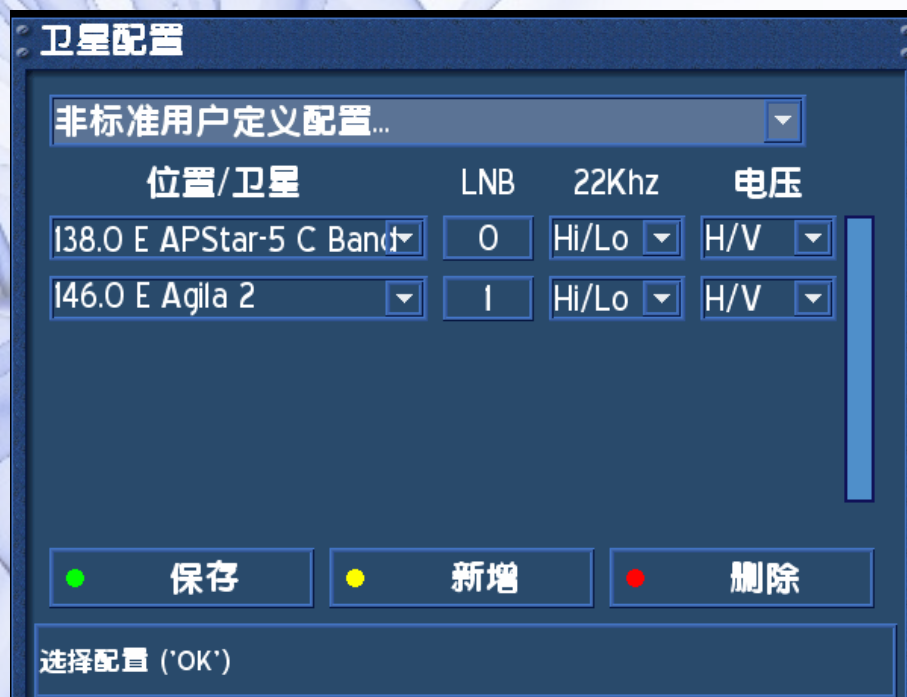 卫星配置
非标准用户定义配置...
位置/卫星 LNB 22Khz 电压
138.0 E APStar-5 C Band 0 Hi/Lo H/V
146.0 E Agila 2 1 Hi/Lo H/V
保存 新增 删除
选择配置 ('OK')